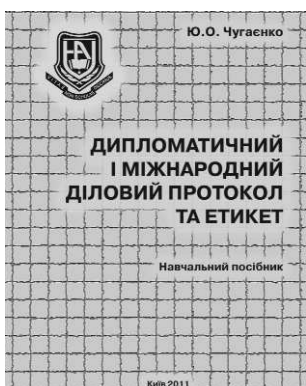 Ю.О. Чугаєнко
ДИПЛОМАТИЧНИЙ
І МІЖНАРОДНИЙ
ДІЛОВИЙ ПРОТОКОЛ
ТА ЕТИКЕТ
Навчальний посібник
Київ 2011